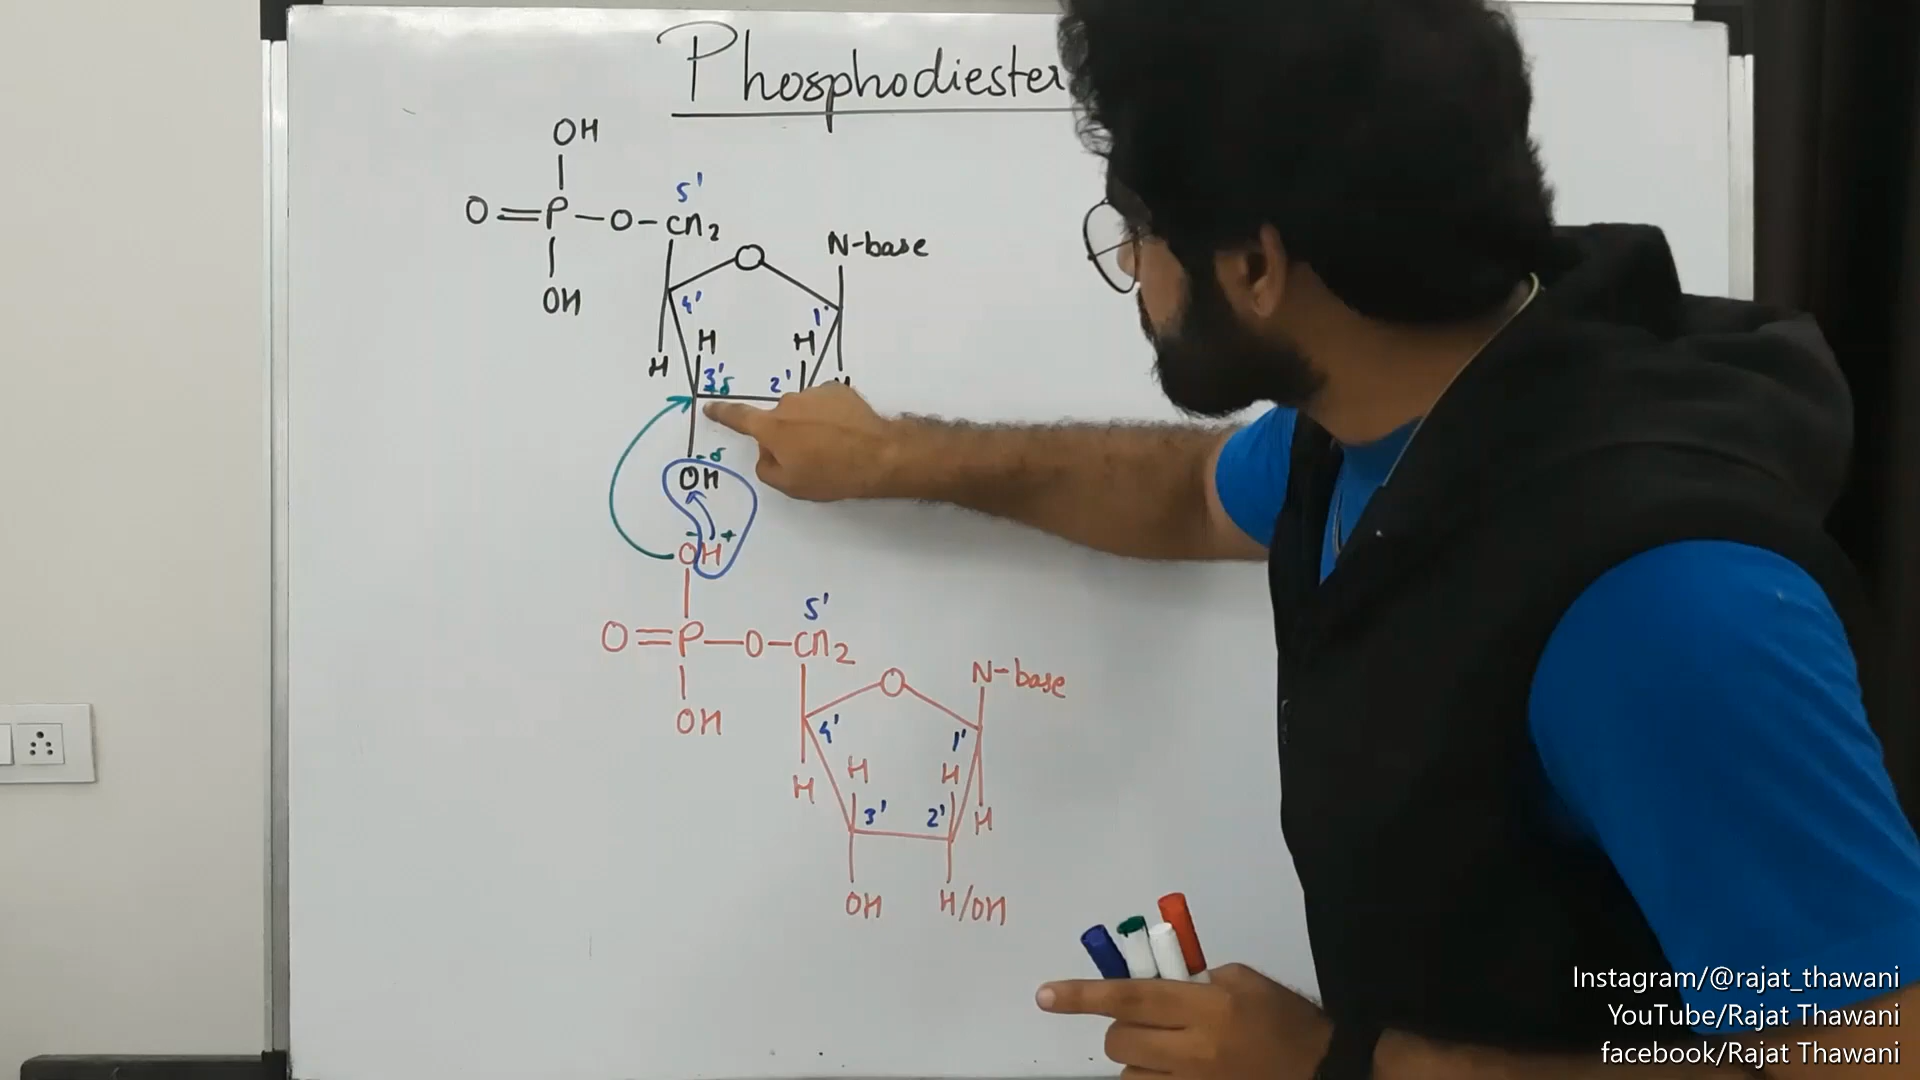 Phosphodiester
OH
O=P-O-CH2
5'
OH
O
N-base
4'
1'
H
H
H
3'
+δ
2'
-δ
OH
- +
OH
5'
O=P-O-CH2
OH
O
N-base
4'
1'
H
H
H
3'
2'
H
OH
H/OH
Instagram/@rajat_thawani
YouTube/Rajat Thawani
facebook/Rajat Thawani